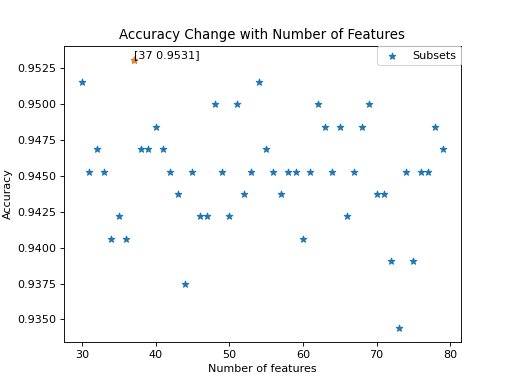 Accuracy Change with Number of Features
[37 0.9531]
Subsets
0.9525
0.9500
0.9475
0.9450
0.9425
0.9400
0.9375
0.9350
Accuracy
30 40 50 60 70 80
Number of features